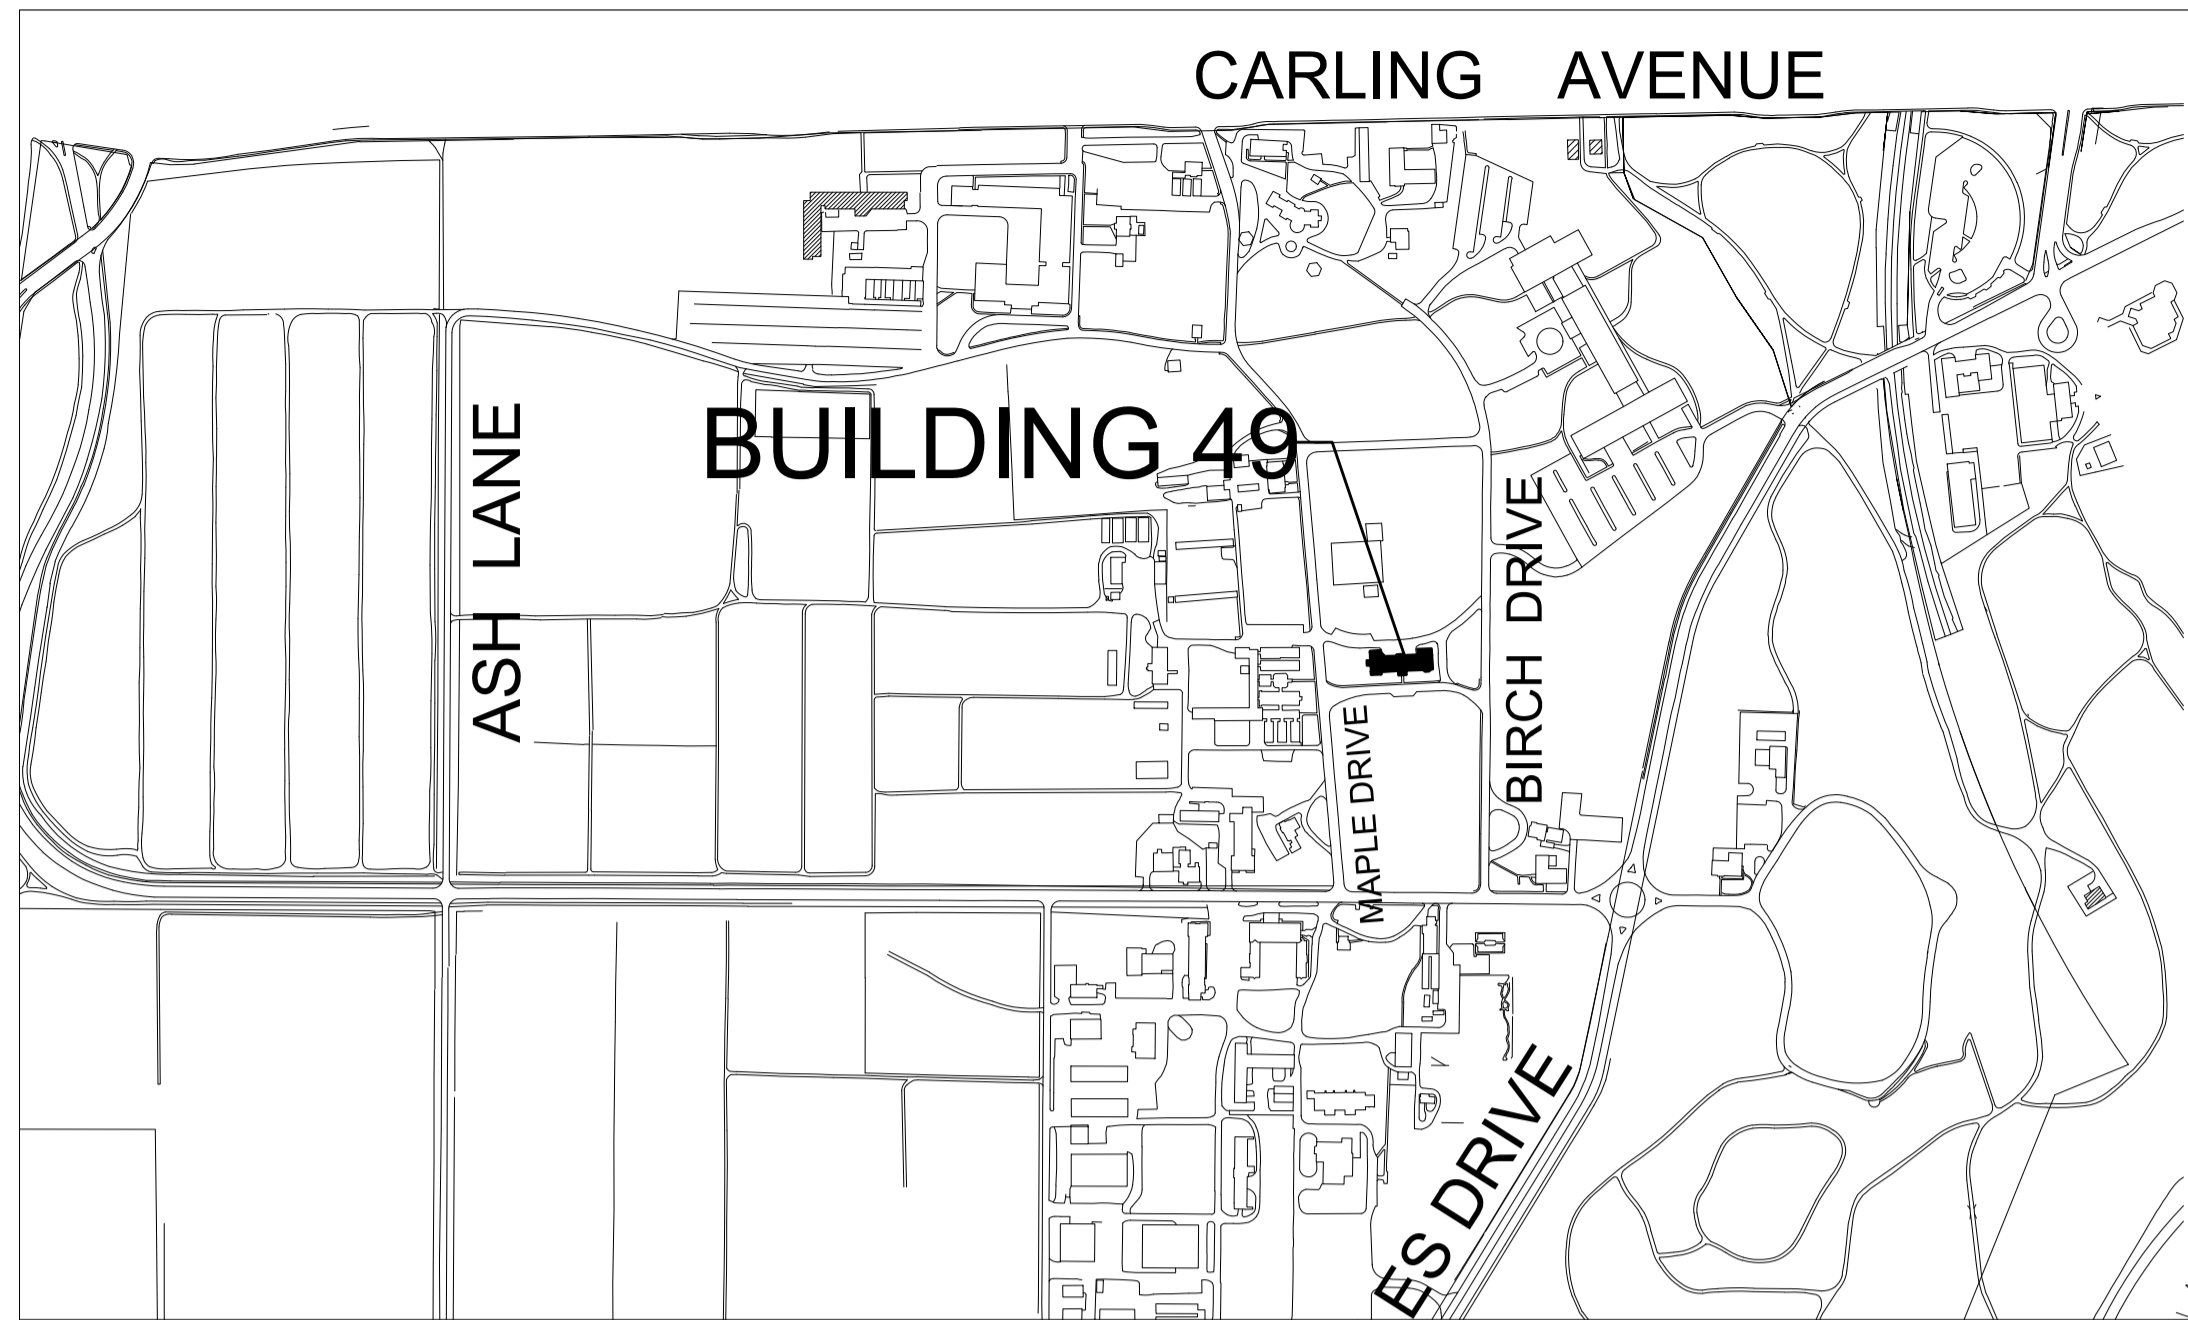 CARLING AVENUE
BUILDING 49
ASH LANE
BIRCH DRIVE
MAPLE DRIVE
ES DRIVE